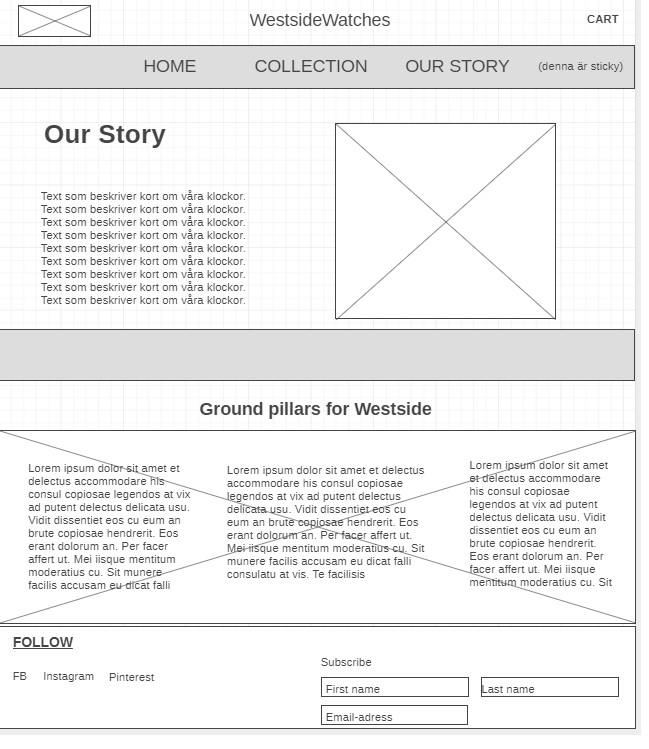 WestsideWatches
CART
HOME COLLECTION OUR STORY (denna är sticky)
Our Story
Text som beskriver kort om våra klockor.
Text som beskriver kort om våra klockor.
Text som beskriver kort om våra klockor.
Text som beskriver kort om våra klockor.
Text som beskriver kort om våra klockor.
Text som beskriver kort om våra klockor.
Text som beskriver kort om våra klockor.
Text som beskriver kort om våra klockor.
Text som beskriver kort om våra klockor.
Ground pillars for Westside
Lorem ipsum dolor sit amet et
delectus accommodare his
consul copiosae legendos at vix
ad putent delectus delicata usu.
Vidit dissentiet eos cu eum an
brute copiosae hendrerit. Eos
erant dolorum an. Per facer
affert ut. Mei iisque mentitum
moderatius cu. Sit munere
facilis accusam eu dicat falli
Lorem ipsum dolor sit amet et delectus
accommodare his consul copiosae
legendos at vix ad putent delectus
delicata usu. Vidit dissentiet eos cu
eum an brute copiosae hendrerit. Eos
erant dolorum an. Per facer affert ut.
Mei iisque mentitum moderatius cu. Sit
munere facilis accusam eu dicat falli
consulatu at vis. Te facilisis
Lorem ipsum dolor sit amet
et delectus accommodare
his consul copiosae
legendos at vix ad putent
delectus delicata usu. Vidit
dissentiet eos cu eum an
brute copiosae hendrerit.
Eos erant dolorum an. Per
facer affert ut. Mei iisque
mentitum moderatius cu. Sit
FOLLOW
FB Instagram Pinterest
Subscribe
First name
Last name
Email-adress